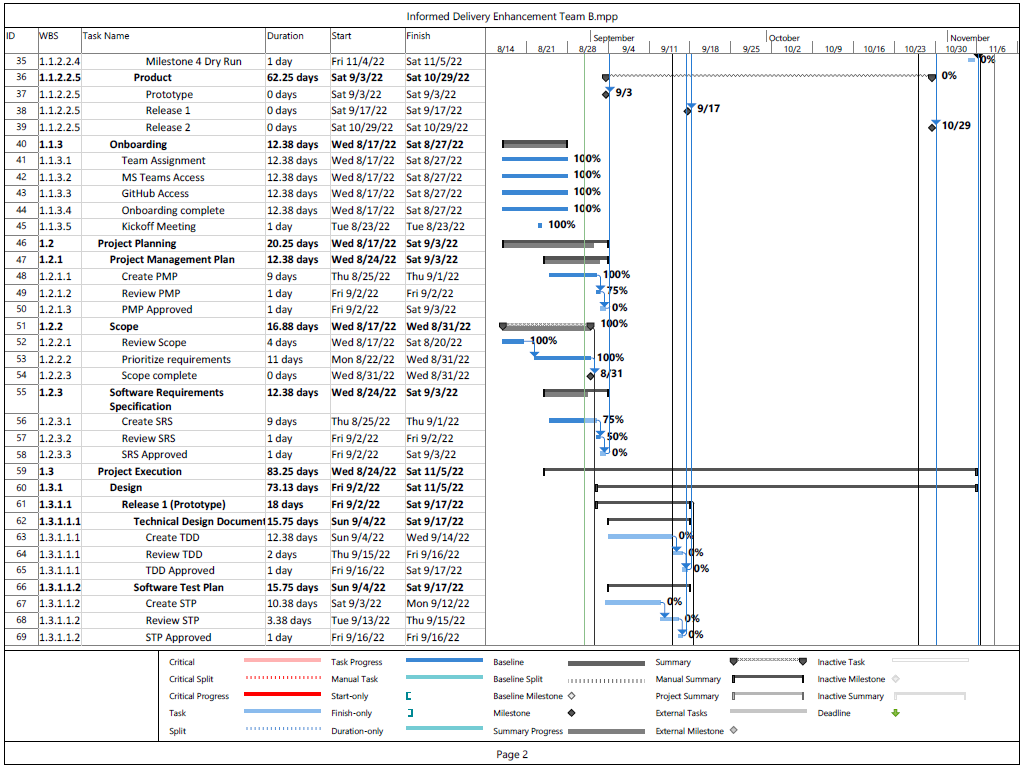 Informed Delivery Enhancement Team B.mpp
ID WBS Task Name Duration Start Finish September October November
8/14 8/21 8/28 9/4 9/11 9/18 9/25 10/2 10/9 10/16 10/23 10/30 11/6
35 1.1.2.2.4 Milestone 4 Dry Run 1 day Fri 11/4/22 Sat 11/5/22 0%
36 1.1.2.2.5 Product 62.25 days Sat 9/3/22 Sat 10/29/22 0%
37 1.1.2.2.5 Prototype 0 days Sat 9/3/22 Sat 9/3/22 9/3
38 1.1.2.2.5 Release 1 0 days Sat 9/17/22 Sat 9/17/22 9/17
39 1.1.2.2.5 Release 2 0 days Sat 10/29/22 Sat 10/29/22 10/29
40 1.1.3 Onboarding 12.38 days Wed 8/17/22 Sat 8/27/22
41 1.1.3.1 Team Assignment 12.38 days Wed 8/17/22 Sat 8/27/22 100%
42 1.1.3.2 MS Teams Access 12.38 days Wed 8/17/22 Sat 8/27/22 100%
43 1.1.3.3 GitHub Access 12.38 days Wed 8/17/22 Sat 8/27/22 100%
44 1.1.3.4 Onboarding complete 12.38 days Wed 8/17/22 Sat 8/27/22 100%
45 1.1.3.5 Kickoff Meeting 1 day Tue 8/23/22 Tue 8/23/22 100%
46 1.2 Project Planning 20.25 days Wed 8/17/22 Sat 9/3/22
47 1.2.1 Project Management Plan 12.38 days Wed 8/24/22 Sat 9/3/22
48 1.2.1.1 Create PMP 9 days Thu 8/25/22 Thu 9/1/22 100%
49 1.2.1.2 Review PMP 1 day Fri 9/2/22 Fri 9/2/22 75%
50 1.2.1.3 PMP Approved 1 day Fri 9/2/22 Sat 9/3/22 0%
51 1.2.2 Scope 16.88 days Wed 8/17/22 Wed 8/31/22 100%
52 1.2.2.1 Review Scope 4 days Wed 8/17/22 Sat 8/20/22 100%
53 1.2.2.2 Prioritize requirements 11 days Mon 8/22/22 Wed 8/31/22 100%
54 1.2.2.3 Scope complete 0 days Wed 8/31/22 Wed 8/31/22 8/31
55 1.2.3 Software Requirements 12.38 days Wed 8/24/22 Sat 9/3/22
Specification
56 1.2.3.1 Create SRS 9 days Thu 8/25/22 Thu 9/1/22 75%
57 1.2.3.2 Review SRS 1 day Fri 9/2/22 Fri 9/2/22 50%
58 1.2.3.3 SRS Approved 1 day Fri 9/2/22 Sat 9/3/22 0%
59 1.3 Project Execution 83.25 days Wed 8/24/22 Sat 11/5/22
60 1.3.1 Design 73.13 days Fri 9/2/22 Sat 11/5/22
61 1.3.1.1 Release 1 (Prototype) 18 days Fri 9/2/22 Sat 9/17/22
62 1.3.1.1.1 Technical Design Document 15.75 days Sun 9/4/22 Sat 9/17/22
63 1.3.1.1.1 Create TDD 12.38 days Sun 9/4/22 Wed 9/14/22 0%
64 1.3.1.1.1 Review TDD 2 days Thu 9/15/22 Fri 9/16/22 0%
65 1.3.1.1.1 TDD Approved 1 day Fri 9/16/22 Sat 9/17/22 0%
66 1.3.1.1.2 Software Test Plan 15.75 days Sun 9/4/22 Sat 9/17/22
67 1.3.1.1.2 Create STP 10.38 days Sat 9/3/22 Mon 9/12/22 0%
68 1.3.1.1.2 Review STP 3.38 days Tue 9/13/22 Thu 9/15/22 0%
69 1.3.1.1.2 STP Approved 1 day Fri 9/16/22 Fri 9/16/22 0%
Critical Task Progress Baseline Summary Inactive Task
Critical Split Manual Task Baseline Split Manual Summary Inactive Milestone
Critical Progress Start-only Baseline Milestone Project Summary Inactive Summary
Task Finish-only Milestone External Tasks Deadline
Split Duration-only Summary Progress External Milestone
Page 2